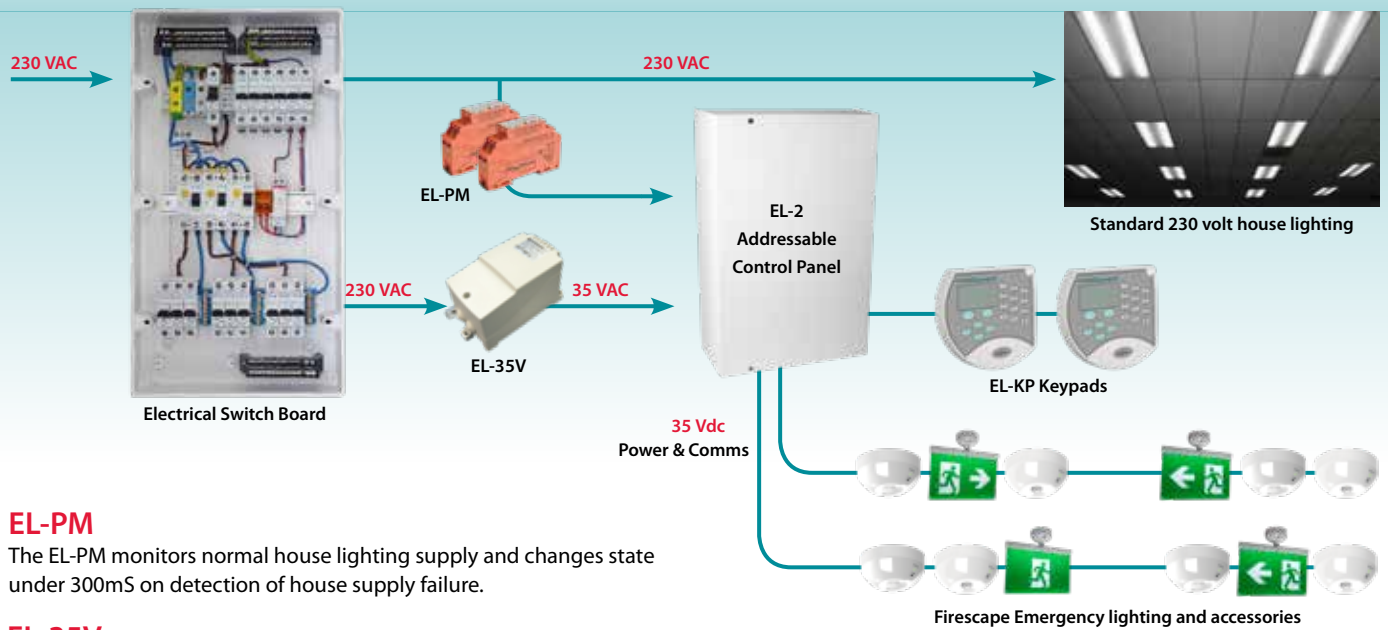 230 VAC
230 VAC
EL-PM
EL-2
Addressable
Control Panel
Standard 230 volt house lighting
230 VAC
35 VAC
EL-35V
EL-KP Keypads
Electrical Switch Board
35 Vdc
Power & Comms
EL-PM
The EL-PM monitors normal house lighting supply and changes state
under 300mS on detection of house supply failure.
Firescape Emergency lighting and accessories